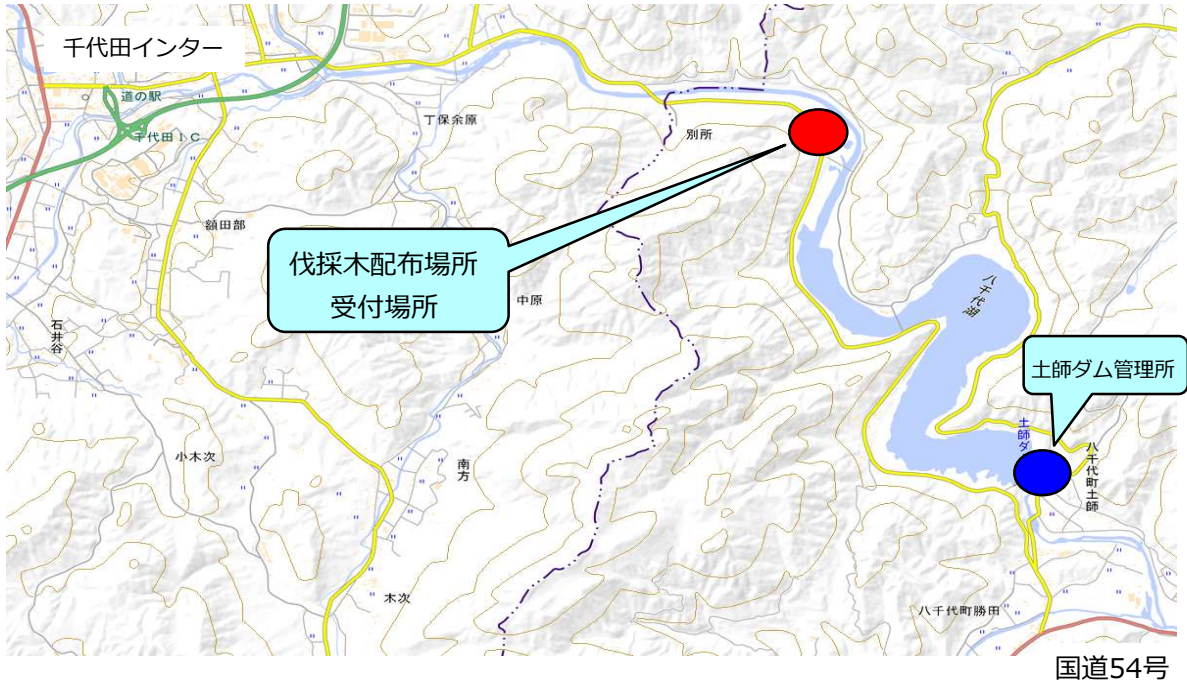 千代田インター
道の駅
千代田IC
丁保余原
別所
額田部
伐採木配布場所
受付場所
中原
八千代湖
石井谷
土師ダム管理所
土師ダ
八千代町土師
小木次
南方
木次
八千代町勝田
国道54号